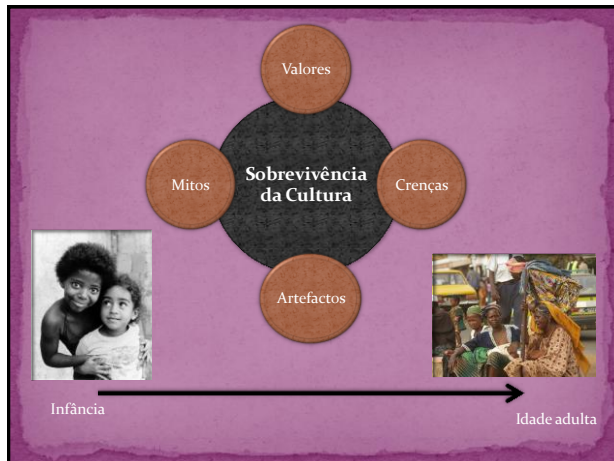 Valores
Mitos
Sobrevivência
da Cultura
Crenças
Artefactos
Infância
Idade adulta